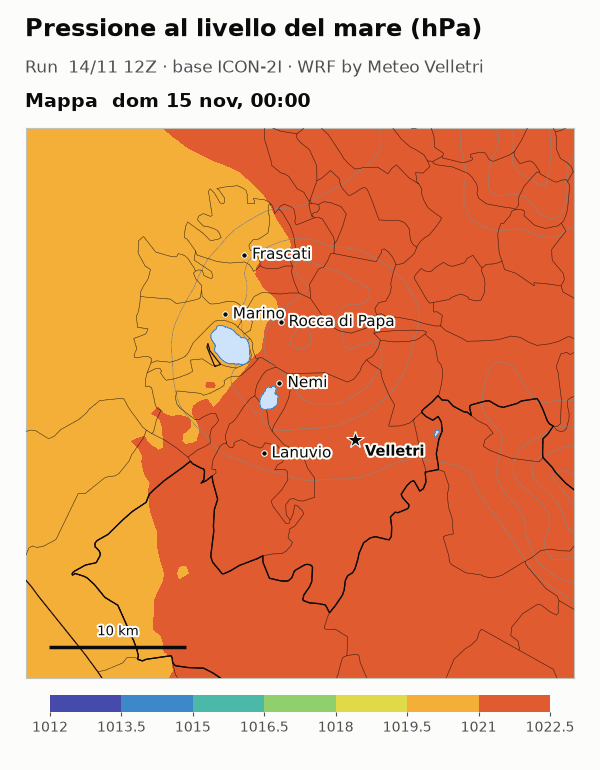 Pressione al livello del mare (hPa)
Run  14/11 12Z · base ICON-2I · WRF by Meteo Velletri
Mappa  dom 15 nov, 00:00
Frascati
Marino
Rocca di Papa
Nemi
Velletri
Lanuvio
10 km
1012 1013.5 1015 1016.5 1018 1019.5 1021 1022.5